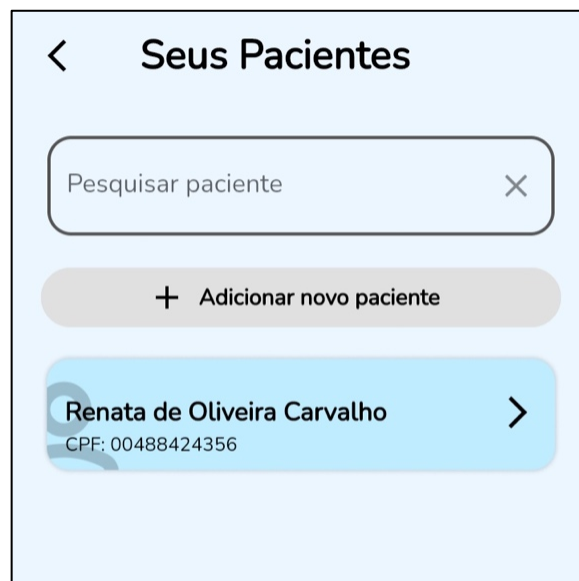 Seus Pacientes
Pesquisar paciente
Adicionar novo paciente
Renata de Oliveira Carvalho
CPF: 00488424356